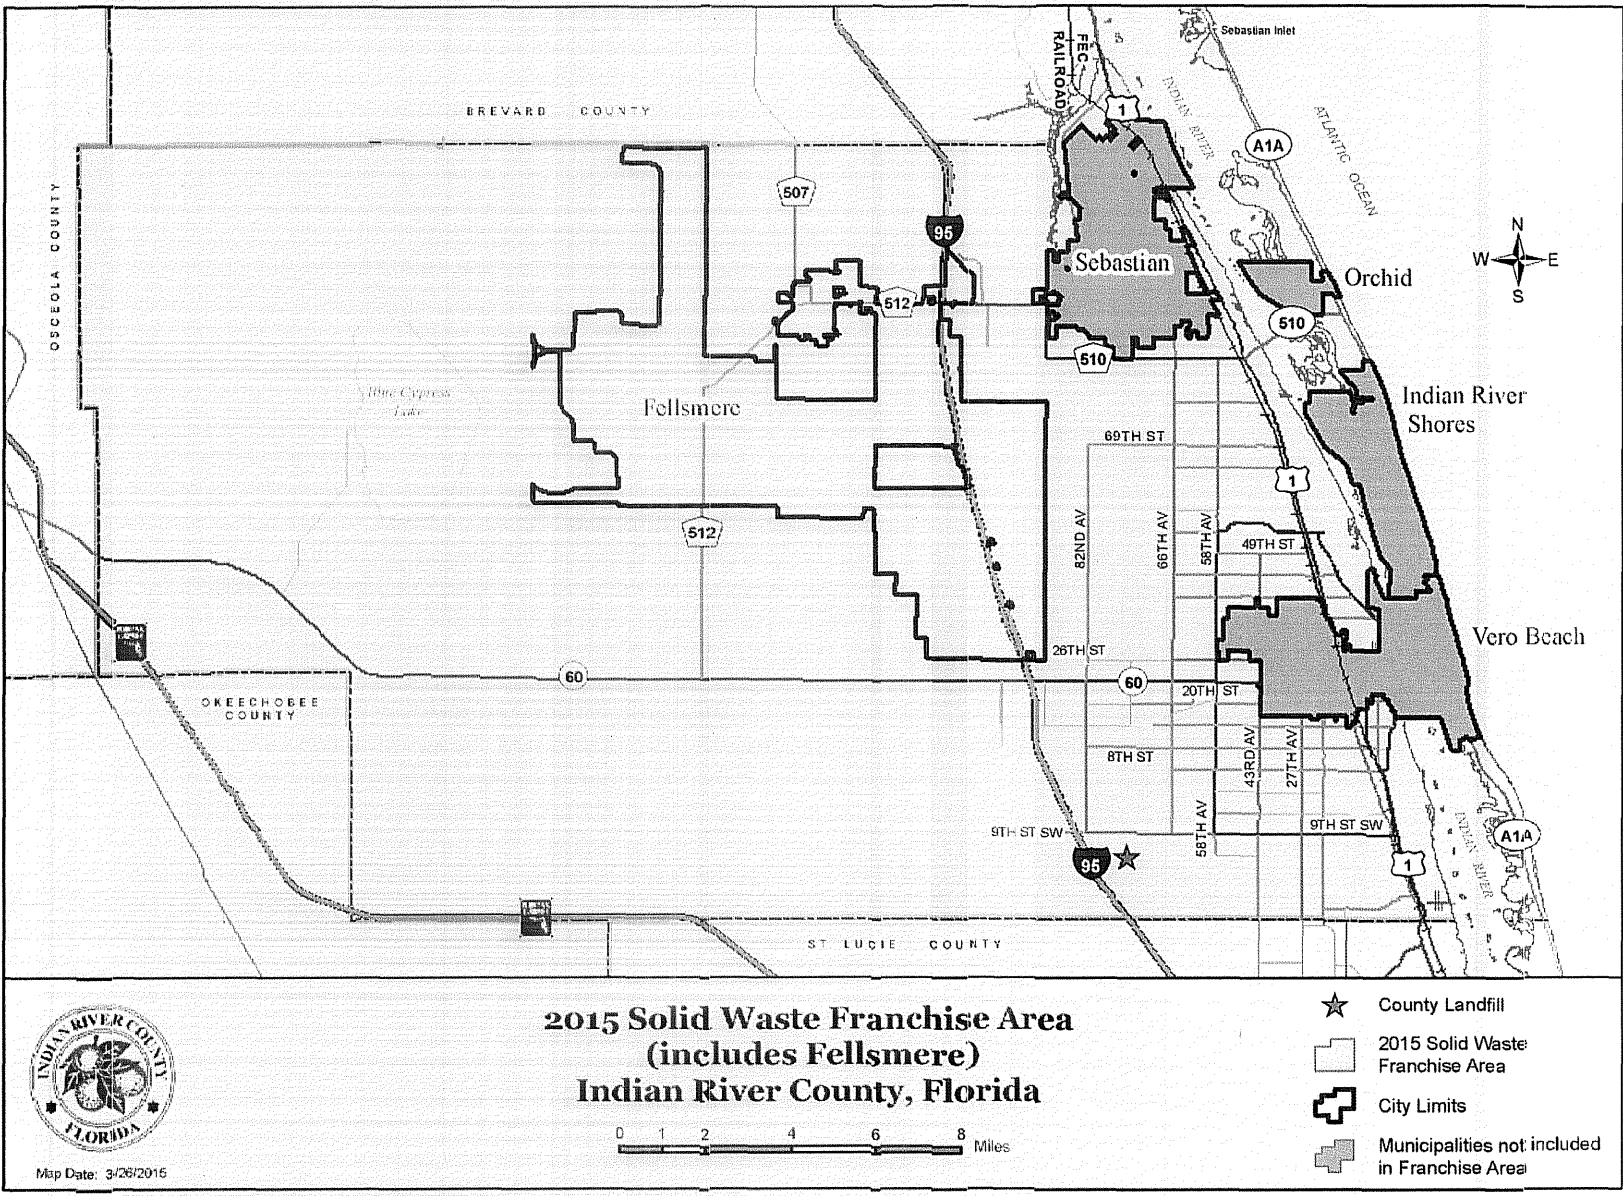 Sebastian Inlet
FEC
RAILROAD
1
INDIAN RIVER
ATLANTIC OCEAN
A1A
BREVARD COUNTY
OSCEOLA COUNTY
507
95
Sebastian
N
W E
S
Orchid
512
510
510
Blue Cypress
Lake
Fellsmere
Indian River
Shores
69TH ST
1
512
82ND AV
66TH AV
58TH AV
49TH ST
Vero Beach
26TH ST
60
60
20TH ST
OKEECHOBEE
COUNTY
8TH ST
43RD AV
27TH AV
58TH AV
9TH ST SW
9TH ST SW
95
1
INDIAN RIVER
A1A
ST LUCIE COUNTY
INDIAN RIVER COUNTY
FLORIDA
Map Date: 3/26/2015
2015 Solid Waste Franchise Area
(includes Fellsmere)
Indian River County, Florida
0 1 2 4 6 8
Miles
County Landfill
2015 Solid Waste
Franchise Area
City Limits
Municipalities not included
in Franchise Area